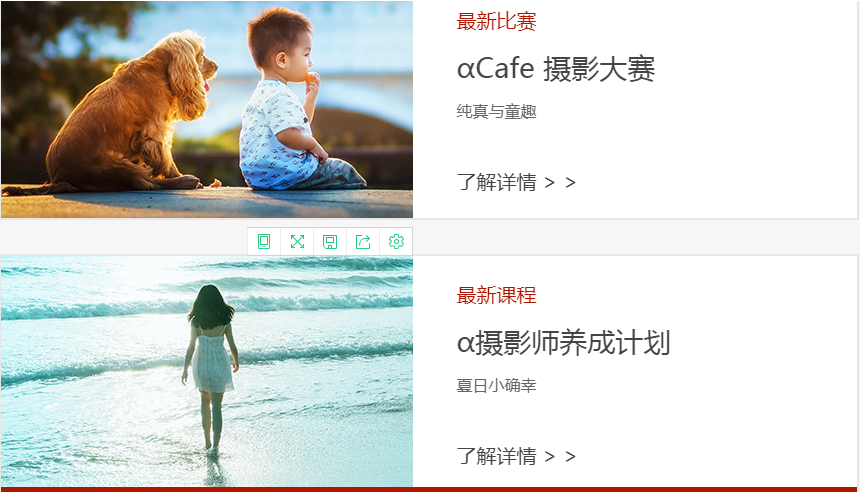 最新比赛
αCafe 摄影大赛
纯真与童趣
了解详情 > >
最新课程
α摄影师养成计划
夏日小确幸
了解详情 > >